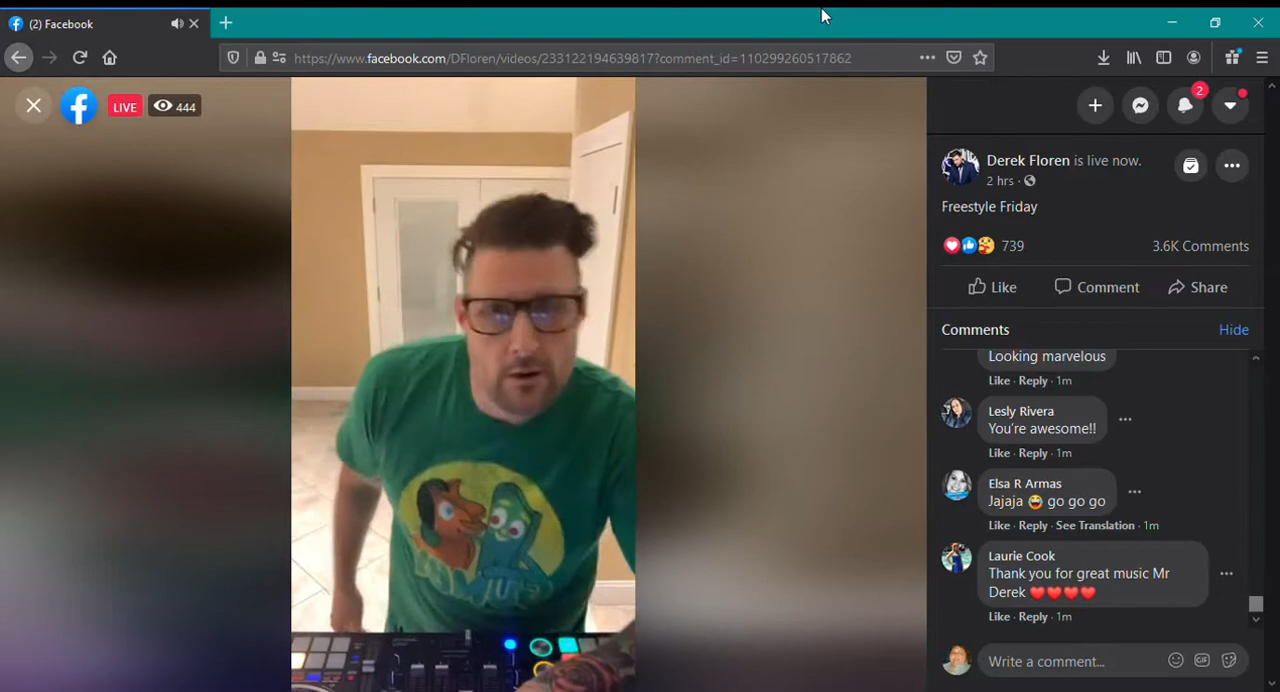 (2) Facebook
https://www.facebook.com/DFloren/videos/233122194639817?comment_id=110299260517862
LIVE 444
2
Derek Floren is live now.
2 hrs
Freestyle Friday
739 3.6K Comments
Like Comment Share
Comments Hide
Looking marvelous
Like · Reply · 1m
Lesly Rivera
You're awesome!!
Like · Reply · 1m
Elsa R Armas
Jajaja 😂 go go go
Like · Reply · See Translation · 1m
Laurie Cook
Thank you for great music Mr
Derek ❤❤❤❤
Like · Reply · 1m
Write a comment...
GIF